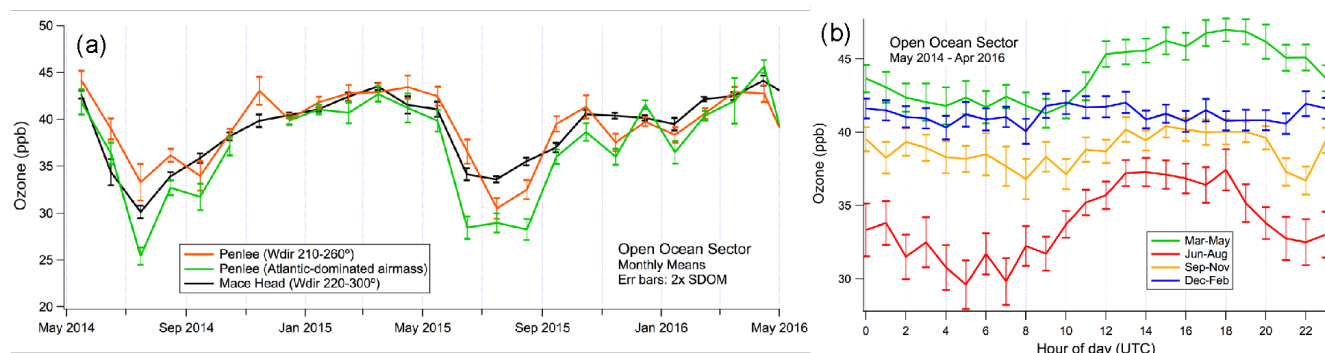 (a)
Ozone (ppb)
50
45
40
35
30
25
20
Penlee (Wdir 210-260º)
Penlee (Atlantic-dominated airmass)
Mace Head (Wdir 220-300º)
Open Ocean Sector
Monthly Means
Err bars: 2x SDOM
May 2014
Sep 2014
Jan 2015
May 2015
Sep 2015
Jan 2016
May 2016
(b)
Open Ocean Sector
May 2014 - Apr 2016
Ozone (ppb)
45
40
35
30
Mar-May
Jun-Aug
Sep-Nov
Dec-Feb
0
2
4
6
8
10
12
14
16
18
20
22
Hour of day (UTC)